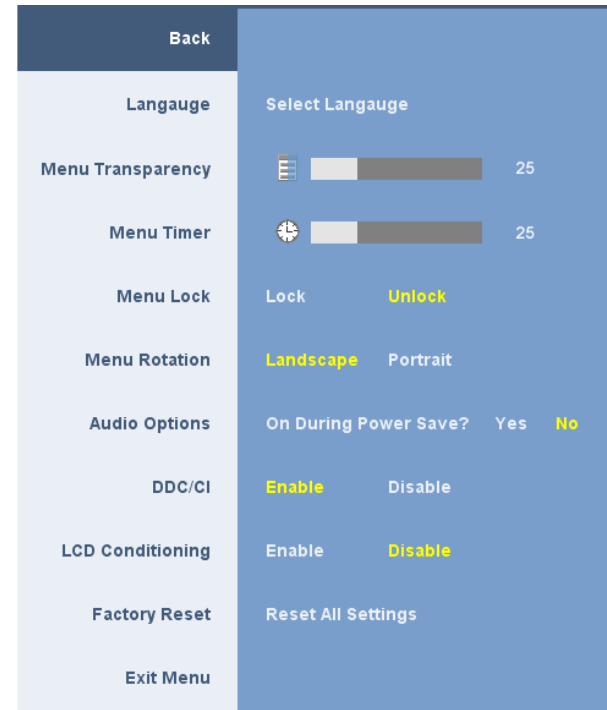 Back
Langauge Select Langauge
Menu Transparency 25
Menu Timer 25
Menu Lock Lock Unlock
Menu Rotation Landscape Portrait
Audio Options On During Power Save? Yes No
DDC/CI Enable Disable
LCD Conditioning Enable Disable
Factory Reset Reset All Settings
Exit Menu